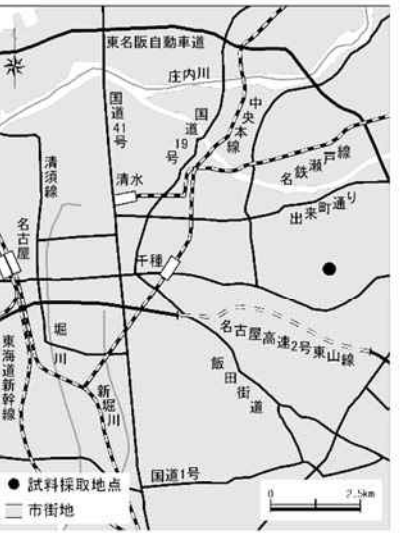 東名阪自動車道
庄内川
国道41号
国道19号
中央本線
名鉄瀬戸線
清須線
清水
出来町通り
名古屋
千種
名古屋高速2号東山線
堀川
東海道新幹線
飯田街道
新堀川
国道1号
試料採取地点
市街地
0 2.5km